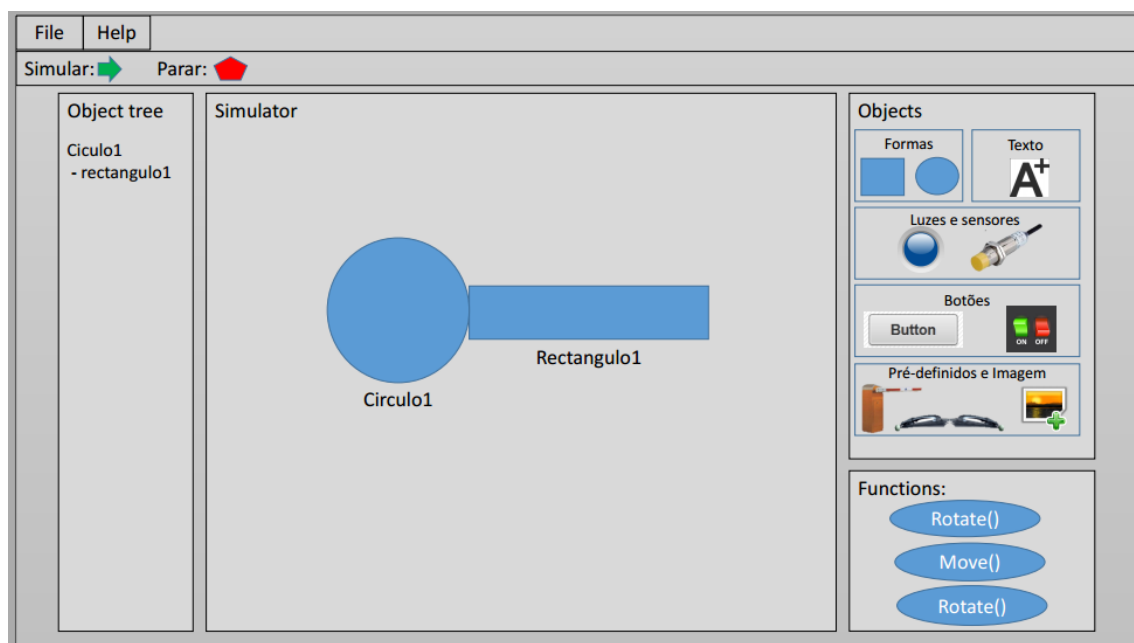 File Help
Simular: Parar:
Object tree
Ciculo1
- rectangulo1
Simulator
Circulo1
Rectangulo1
Objects
Formas
Texto
A+
Luzes e sensores
Botões
Button
ON OFF
Pré-definidos e Imagem
Functions:
Rotate()
Move()
Rotate()